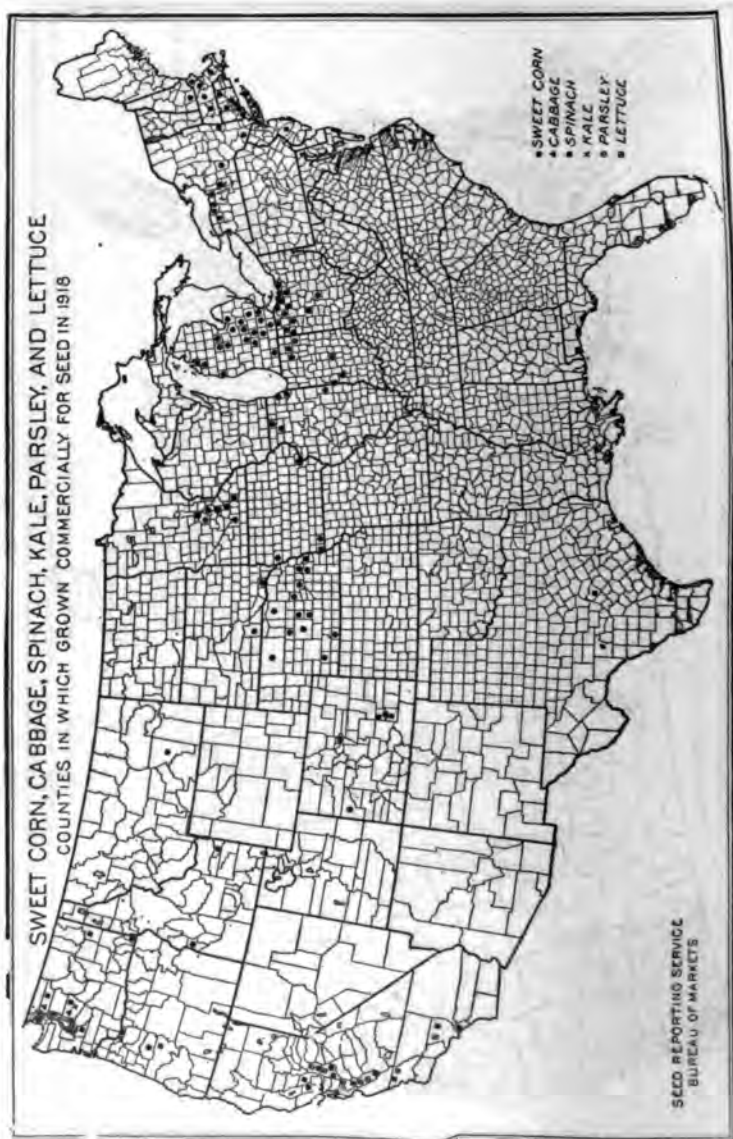 SWEET CORN, CABBAGE, SPINACH, KALE, PARSLEY, AND LETTUCE
COUNTIES IN WHICH GROWN COMMERCIALLY FOR SEED IN 1918
SWEET CORN
CABBAGE
SPINACH
KALE
PARSLEY
LETTUCE
SEED REPORTING SERVICE
BUREAU OF MARKETS